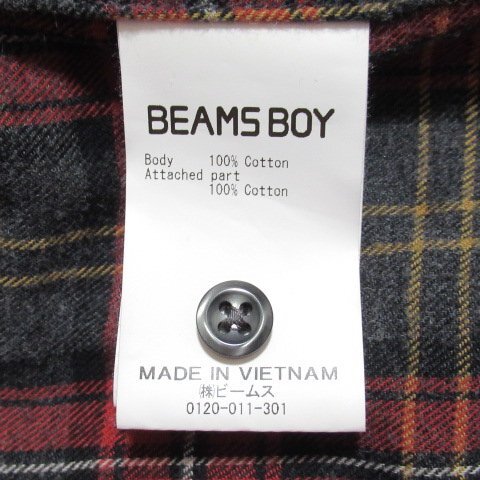 BEAMS BOY
Body 100% Cotton
Attached part
100% Cotton
MADE IN VIETNAM
㈱ビームス
0120-011-301